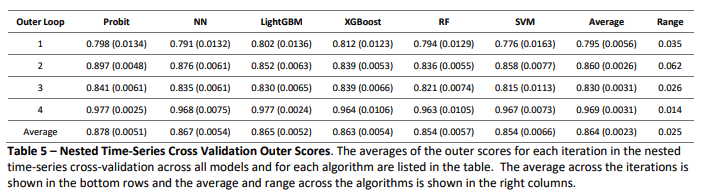 Outer Loop Probit NN LightGBM XGBoost RF SVM Average Range
1 0.798 (0.0134) 0.791 (0.0132) 0.802 (0.0136) 0.812 (0.0123) 0.794 (0.0129) 0.776 (0.0163) 0.795 (0.0056) 0.035
2 0.897 (0.0048) 0.876 (0.0061) 0.852 (0.0063) 0.839 (0.0053) 0.836 (0.0055) 0.858 (0.0077) 0.860 (0.0026) 0.062
3 0.841 (0.0061) 0.835 (0.0061) 0.830 (0.0065) 0.839 (0.0066) 0.821 (0.0074) 0.815 (0.0113) 0.830 (0.0031) 0.026
4 0.977 (0.0025) 0.968 (0.0075) 0.977 (0.0024) 0.964 (0.0106) 0.963 (0.0105) 0.967 (0.0073) 0.969 (0.0031) 0.014
Average 0.878 (0.0051) 0.867 (0.0054) 0.865 (0.0052) 0.863 (0.0054) 0.854 (0.0057) 0.854 (0.0066) 0.864 (0.0023) 0.025
Table 5 – Nested Time-Series Cross Validation Outer Scores. The averages of the outer scores for each iteration in the nested
time-series cross-validation across all models and for each algorithm are listed in the table. The average across the iterations is
shown in the bottom rows and the average and range across the algorithms is shown in the right columns.